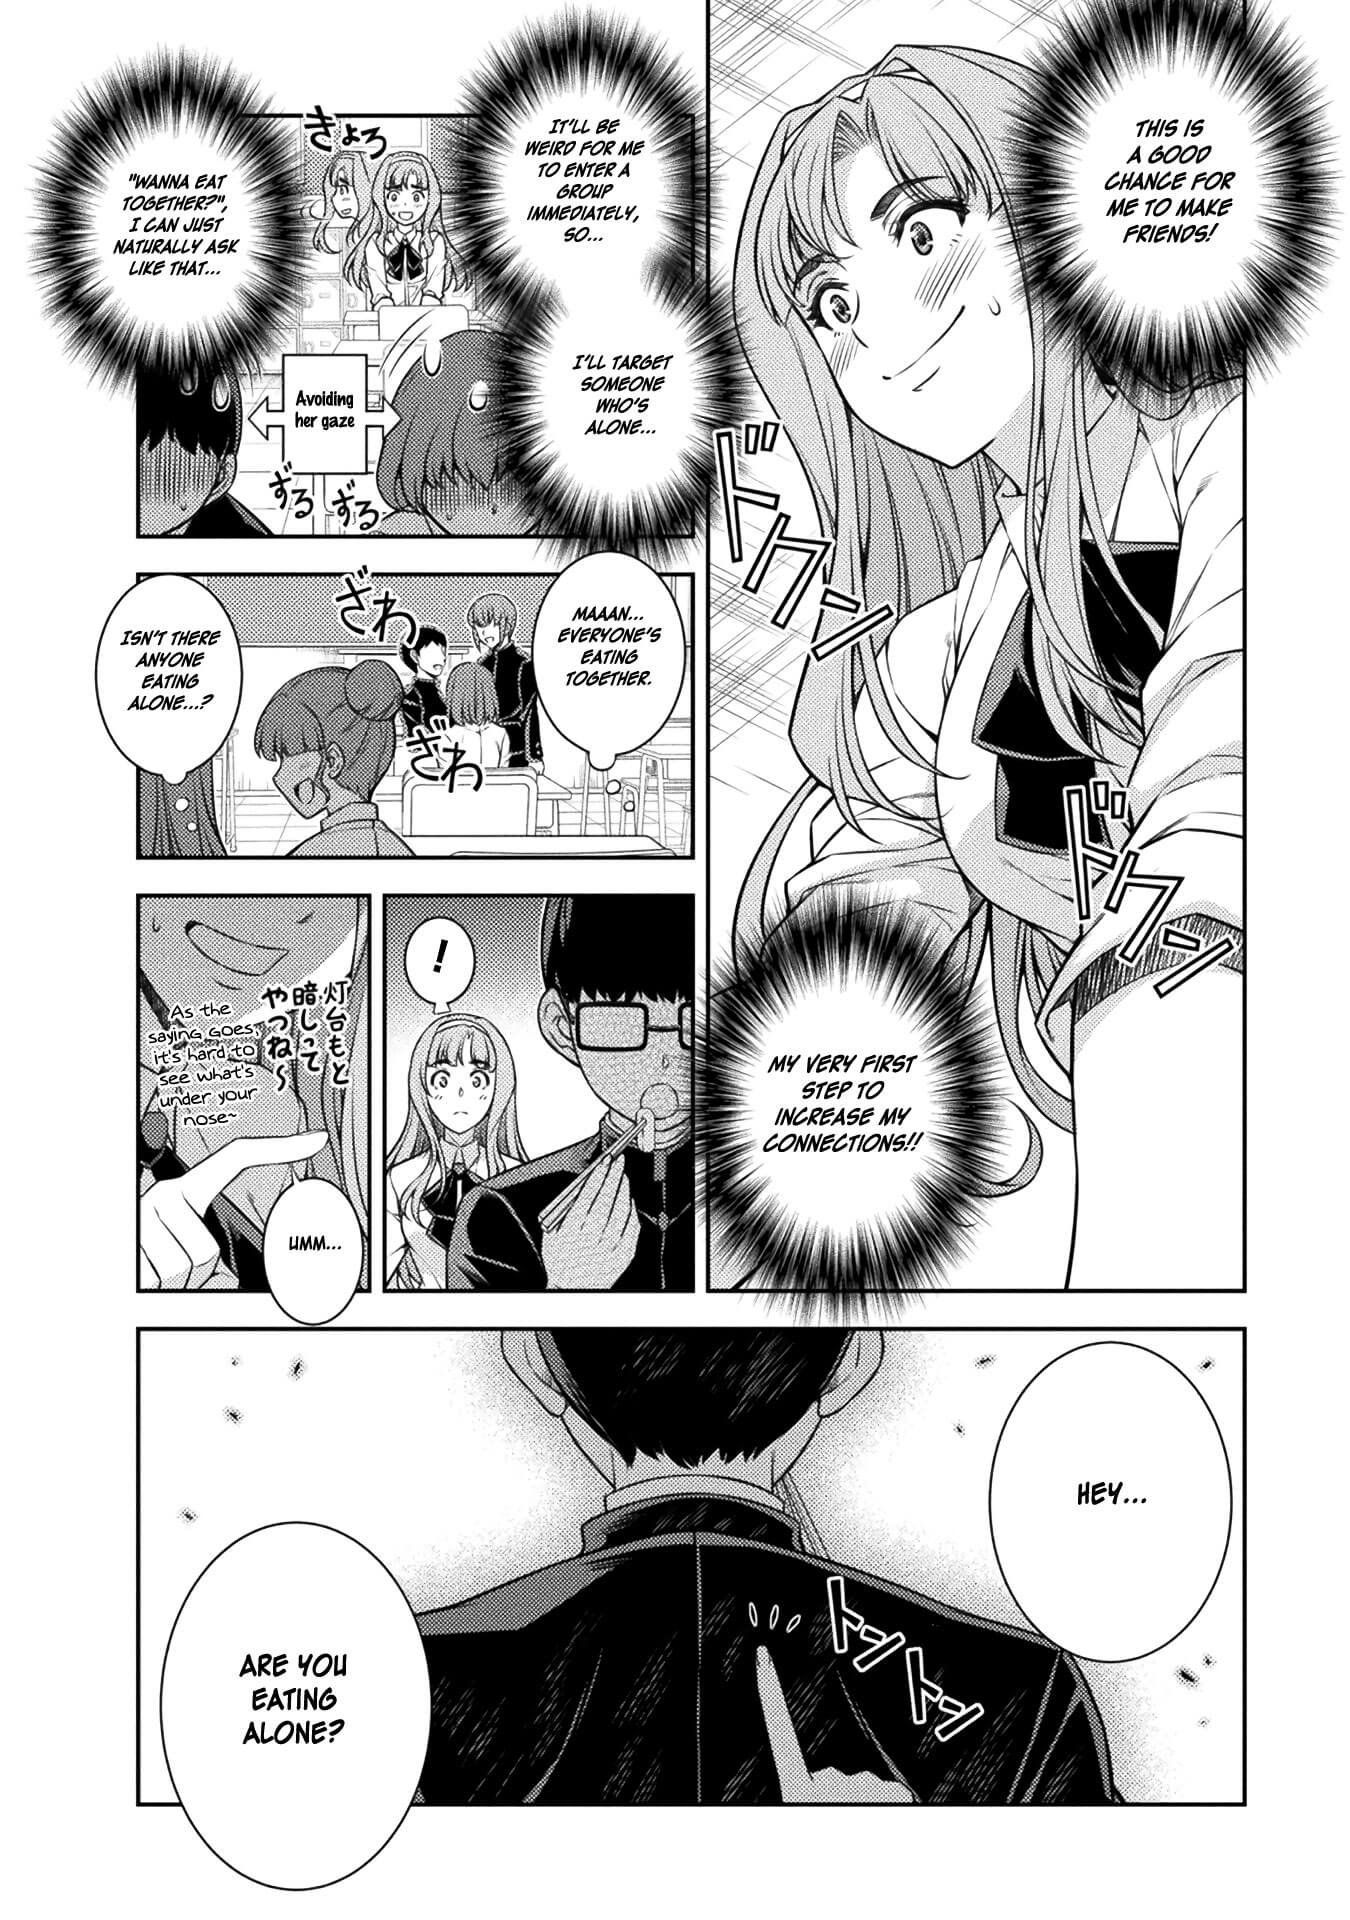 THIS IS
A GOOD
CHANCE FOR
ME TO MAKE
FRIENDS!
ドクン
ドクン
MY VERY FIRST
STEP TO
INCREASE MY
CONNECTIONS!!
IT'LL BE
WEIRD FOR ME
TO ENTER A
GROUP
IMMEDIATELY,
SO...
I'LL TARGET
SOMEONE
WHO'S
ALONE...
きょろ
"WANNA EAT
TOGETHER?",
I CAN JUST
NATURALLY ASK
LIKE THAT...
Avoiding
her gaze
ずずる
ずずる
MAAAN...
EVERYONE'S
EATING
TOGETHER.
ざわ
ざわ
ISN'T THERE
ANYONE
EATING
ALONE...?
!
灯台もと
暗しって
やつね～
As the
saying goes,
it's hard to
see what's
under your
nose~
UMM...
HEY...
トントン
ARE YOU
EATING
ALONE?